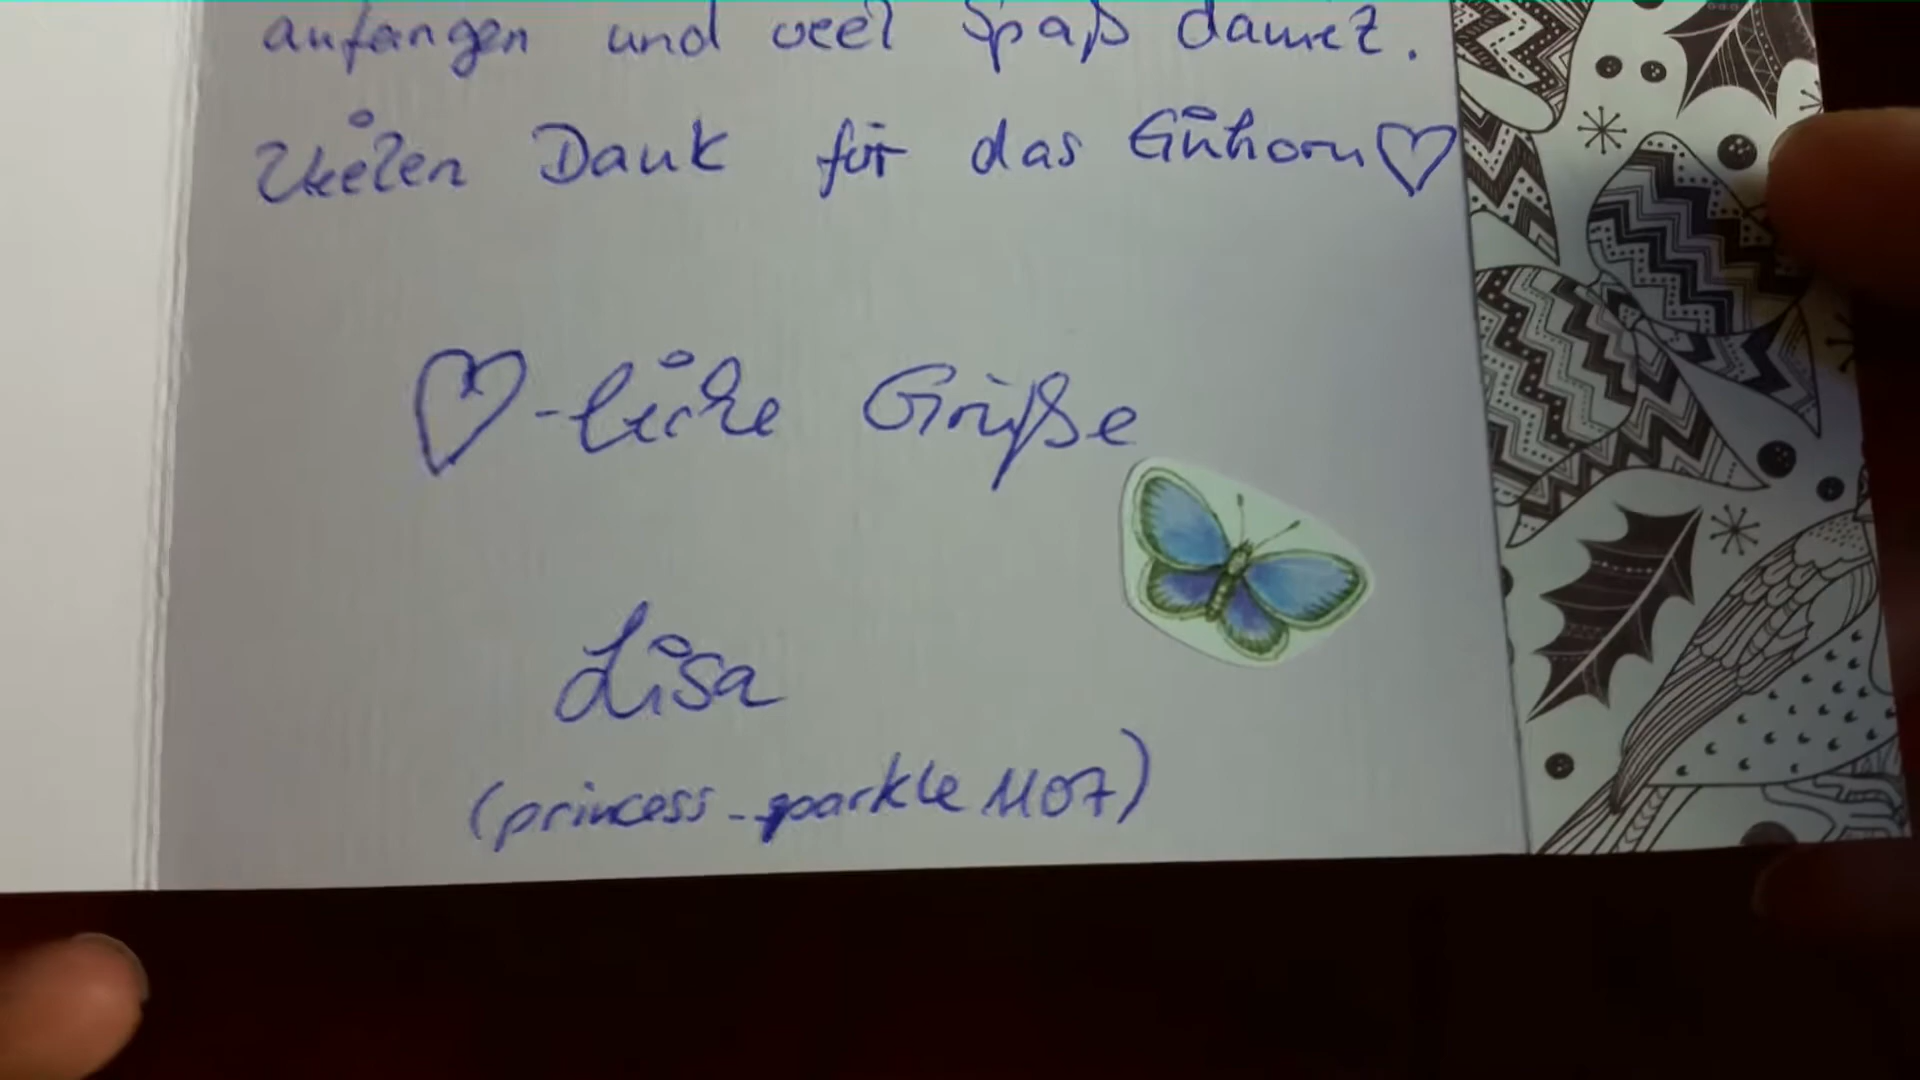 anfangen und viel Spaß damit.
Vielen Dank für das Einhorn♡
♡-liche Grüße
Lisa
(princess_sparkle1107)